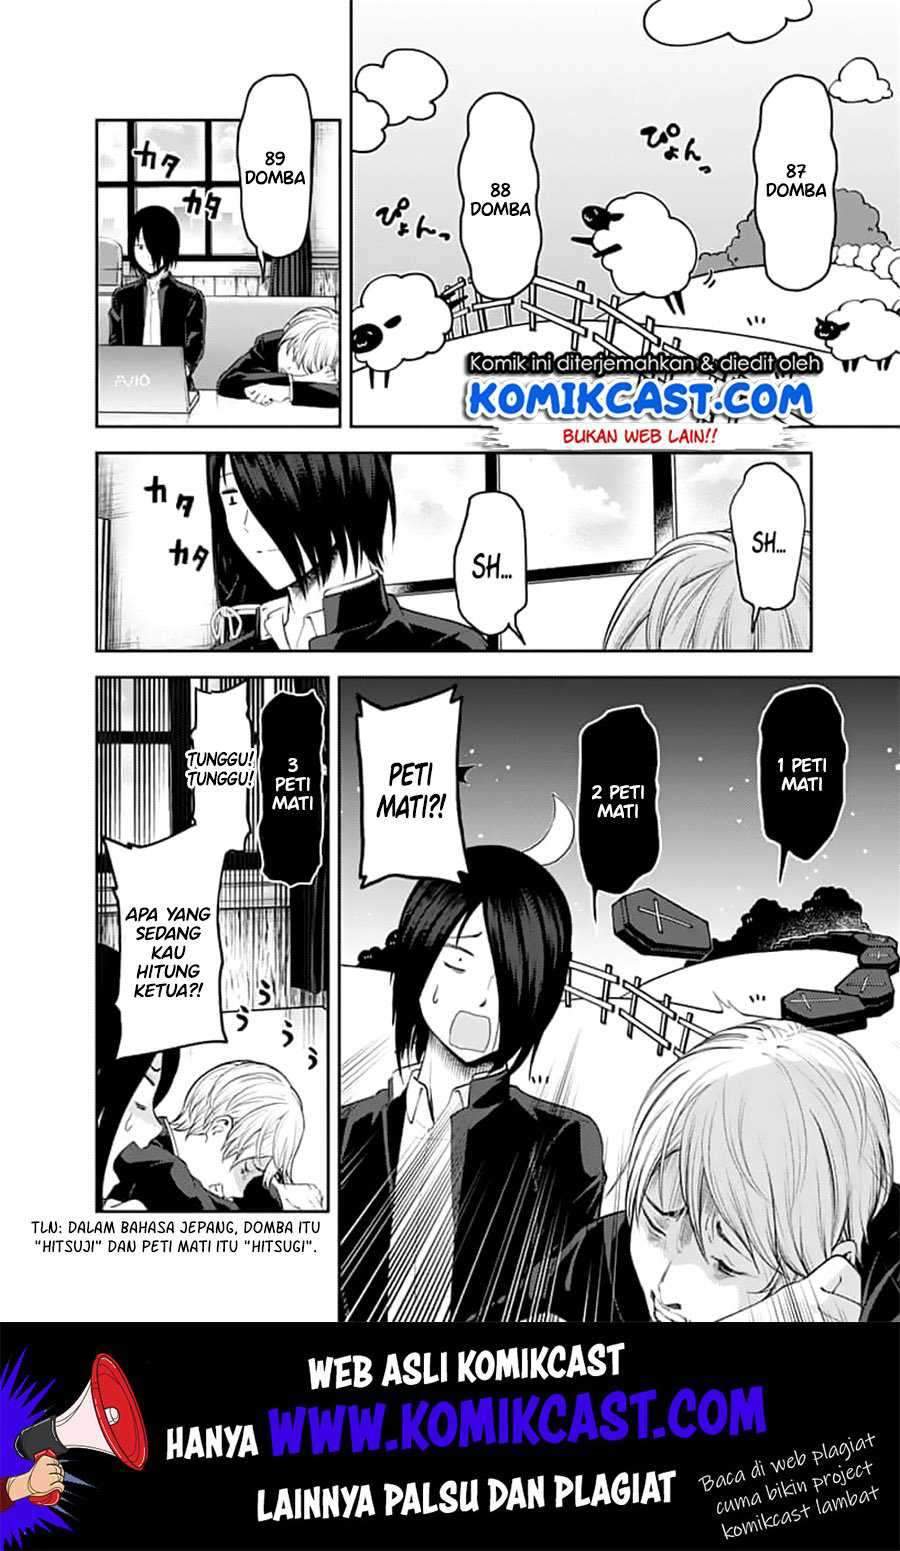 87
DOMBA
ぴょんっ
88
DOMBA
ぴょんっ
Komik ini diterjemahkan & diedit oleh
KOMIKCAST.COM
BUKAN WEB LAIN!!
89
DOMBA
カタ
カタ
SH...
SH...
カタ
カタ
1 PETI
MATI
2 PETI
MATI
PETI
MATI?!
3
PETI
MATI
TUNGGU!
TUNGGU!
APA YANG
SEDANG
KAU
HITUNG
KETUA?!
うぅ
うぅ
TLN: DALAM BAHASA JEPANG, DOMBA ITU
"HITSUJI" DAN PETI MATI ITU "HITSUGI".
WEB ASLI KOMIKCAST
HANYA WWW.KOMIKCAST.COM
LAINNYA PALSU DAN PLAGIAT
Baca di web plagiat
cuma bikin project
komikcast lambat